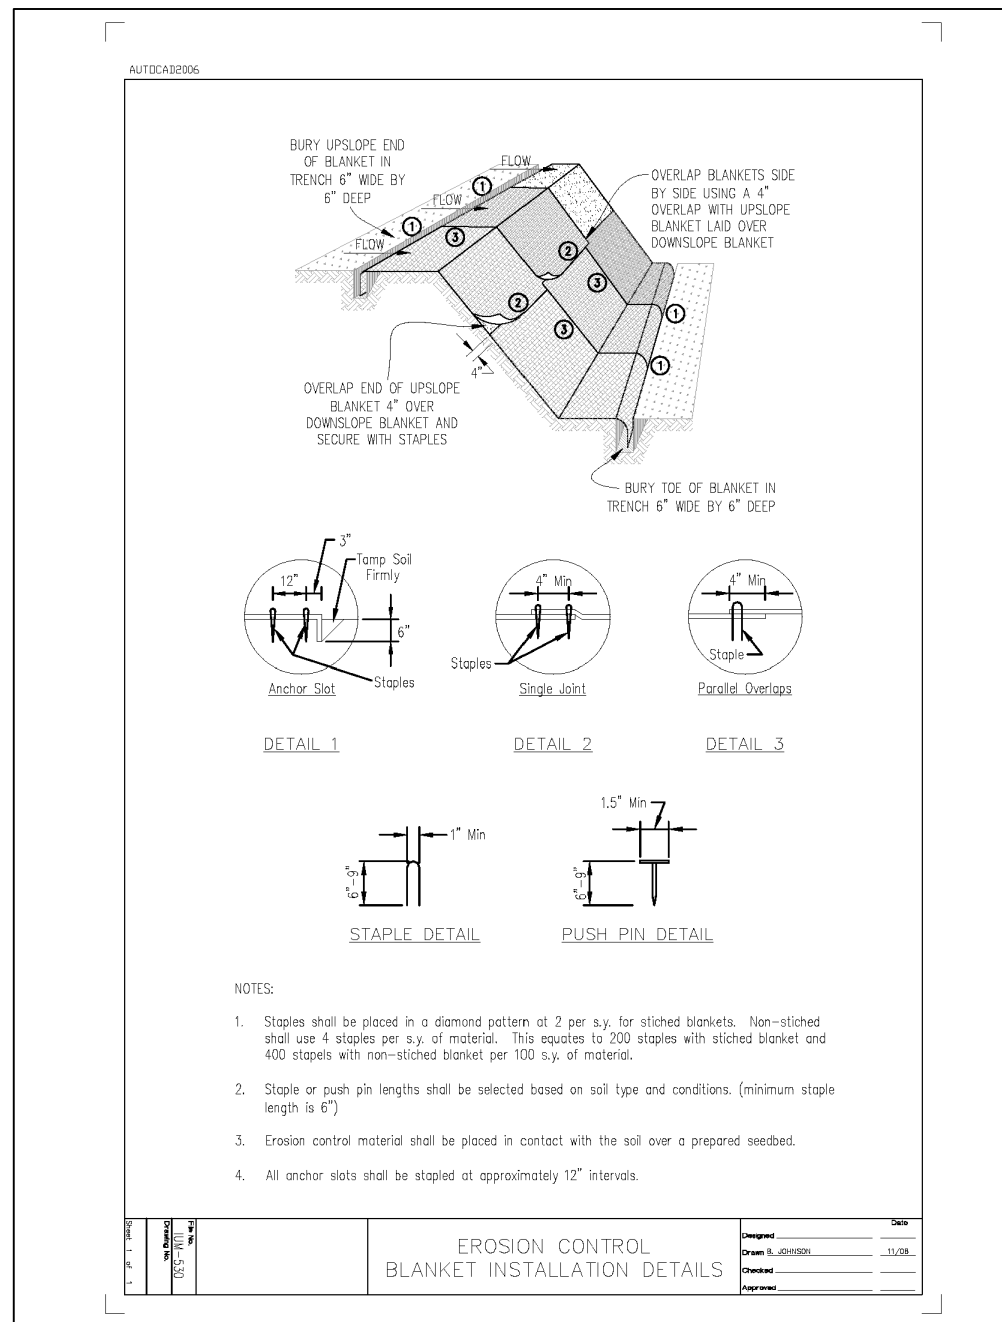 AUTOCAD2006
BURY UPSLOPE END
OF BLANKET IN
TRENCH 6" WIDE BY
6" DEEP
FLOW
FLOW
FLOW
1
1
3
2
2
3
3
1
1
OVERLAP BLANKETS SIDE
BY SIDE USING A 4"
OVERLAP WITH UPSLOPE
BLANKET LAID OVER
DOWNSLOPE BLANKET
4"
OVERLAP END OF UPSLOPE
BLANKET 4" OVER
DOWNSLOPE BLANKET AND
SECURE WITH STAPLES
BURY TOE OF BLANKET IN
TRENCH 6" WIDE BY 6" DEEP
12"
3"
Tamp Soil
Firmly
6"
Staples
Anchor Slot
DETAIL 1
4" Min
Staples
Single Joint
DETAIL 2
4" Min
Staple
Parallel Overlaps
DETAIL 3
1" Min
6"-9"
STAPLE DETAIL
1.5" Min
6"-9"
PUSH PIN DETAIL
NOTES:
1. Staples shall be placed in a diamond pattern at 2 per s.y. for stiched blankets. Non-stiched
shall use 4 staples per s.y. of material. This equates to 200 staples with stiched blanket and
400 stapels with non-stiched blanket per 100 s.y. of material.
2. Staple or push pin lengths shall be selected based on soil type and conditions. (minimum staple
length is 6")
3. Erosion control material shall be placed in contact with the soil over a prepared seedbed.
4. All anchor slots shall be stapled at approximately 12" intervals.
File No.
IUM-530
Drawing No.
Sheet 1 of 1
EROSION CONTROL
BLANKET INSTALLATION DETAILS
Date
Designed
Drawn B. JOHNSON 11/08
Checked
Approved